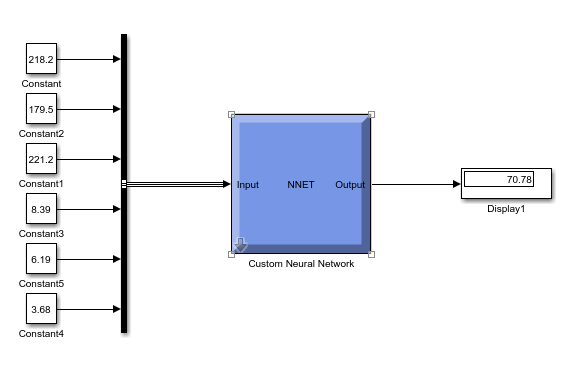 218.2
Constant
179.5
Constant2
221.2
Constant1
8.39
Constant3
6.19
Constant5
3.68
Constant4
Input NNET Output
Custom Neural Network
70.78
Display1